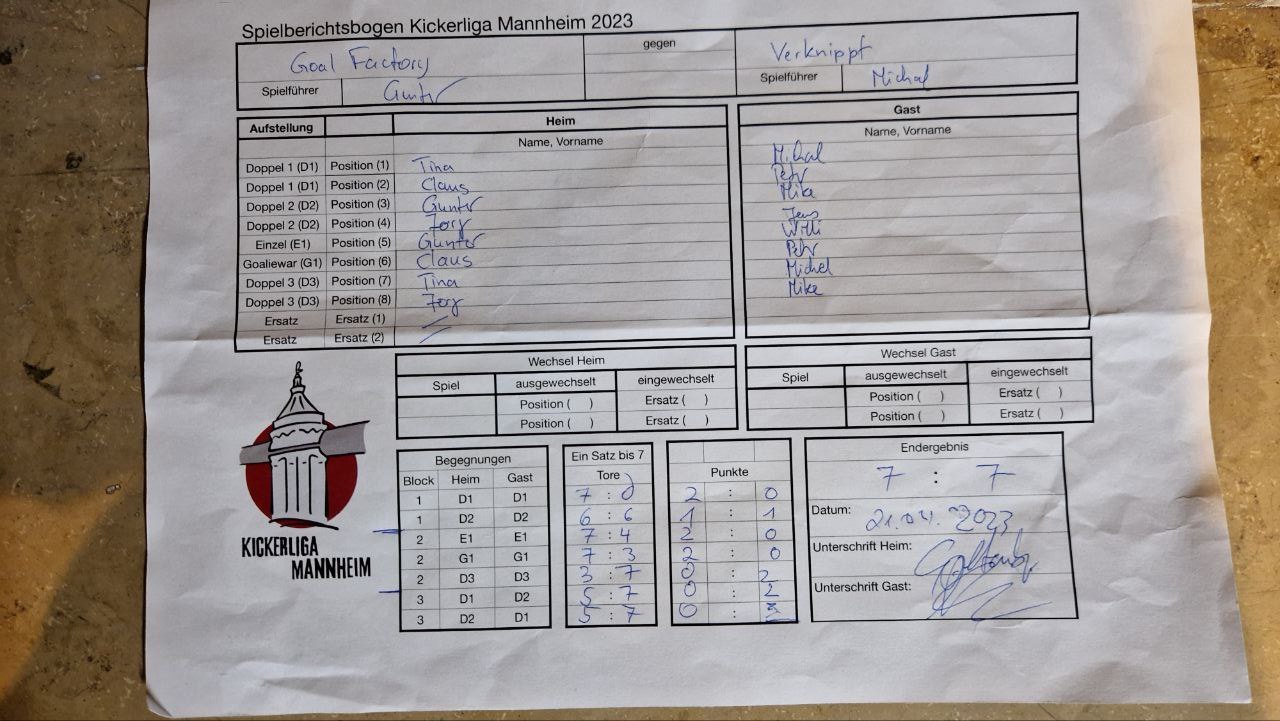 Spielberichtsbogen Kickerliga Mannheim 2023
Goal Factory gegen Verknippt
Spielführer Gunter Spielführer Michal
Aufstellung Heim Gast
Name, Vorname Name, Vorname
Doppel 1 (D1) Position (1) Tina Michal
Doppel 1 (D1) Position (2) Claus Petr
Doppel 2 (D2) Position (3) Gunter Mike
Doppel 2 (D2) Position (4) Jorg Jens
Einzel (E1) Position (5) Gunter Willi
Goaliewar (G1) Position (6) Claus Petr
Doppel 3 (D3) Position (7) Tina Michel
Doppel 3 (D3) Position (8) Jorg Mike
Ersatz Ersatz (1)
Ersatz Ersatz (2)
Wechsel Heim Wechsel Gast
Spiel ausgewechselt eingewechselt Spiel ausgewechselt eingewechselt
Position ( ) Ersatz ( ) Position ( ) Ersatz ( )
Position ( ) Ersatz ( ) Position ( ) Ersatz ( )
Begegnungen Ein Satz bis 7 Endergebnis
Block Heim Gast Tore Punkte 7 : 7
1 D1 D1 7 : 0 2 : 0
1 D2 D2 6 : 6 1 : 1 Datum: 21.04.2023
2 E1 E1 7 : 4 2 : 0
2 G1 G1 7 : 3 2 : 0 Unterschrift Heim:
2 D3 D3 3 : 7 0 : 2
3 D1 D2 5 : 7 0 : 2 Unterschrift Gast:
3 D2 D1 5 : 7 0 : 2
KICKERLIGA
MANNHEIM